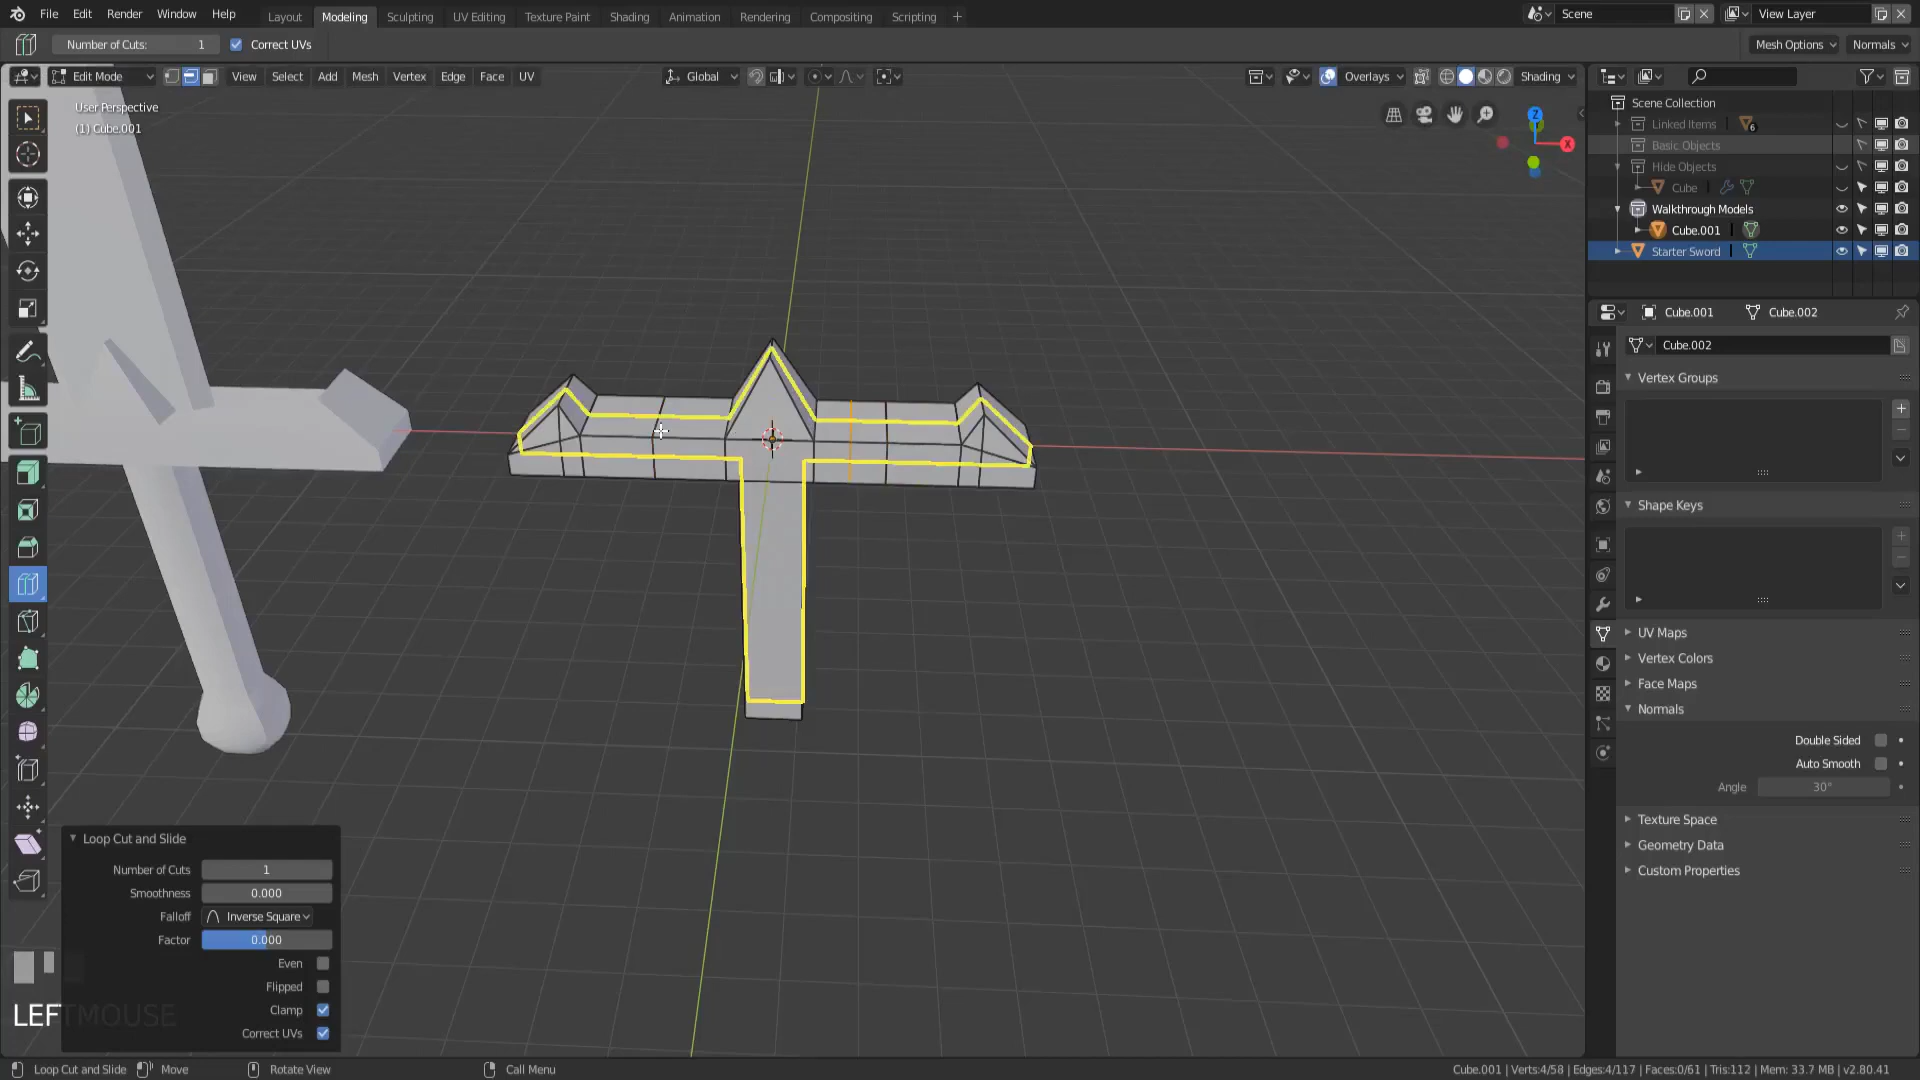 File Edit Render Window Help
Layout Modeling Sculpting UV Editing Texture Paint Shading Animation Rendering Compositing Scripting +
Scene
View Layer
Number of Cuts: 1 Correct UVs
Mesh Options Normals
Edit Mode View Select Add Mesh Vertex Edge Face UV
Global
Overlays Shading
User Perspective
(1) Cube.001
Z
X
Scene Collection
Linked Items 6
Basic Objects
Hide Objects
Cube
Walkthrough Models
Cube.001
Starter Sword
Cube.001 Cube.002
Cube.002
Vertex Groups
Shape Keys
UV Maps
Vertex Colors
Face Maps
Normals
Double Sided
Auto Smooth
Angle 30°
Texture Space
Geometry Data
Custom Properties
Loop Cut and Slide
Number of Cuts 1
Smoothness 0.000
Falloff Inverse Square
Factor 0.000
Even
Flipped
Clamp
Correct UVs
LEFTMOUSE
Loop Cut and Slide Move Rotate View Call Menu
Cube.001 | Verts:4/58 | Edges:4/117 | Faces:0/61 | Tris:112 | Mem: 33.7 MB | v2.80.41